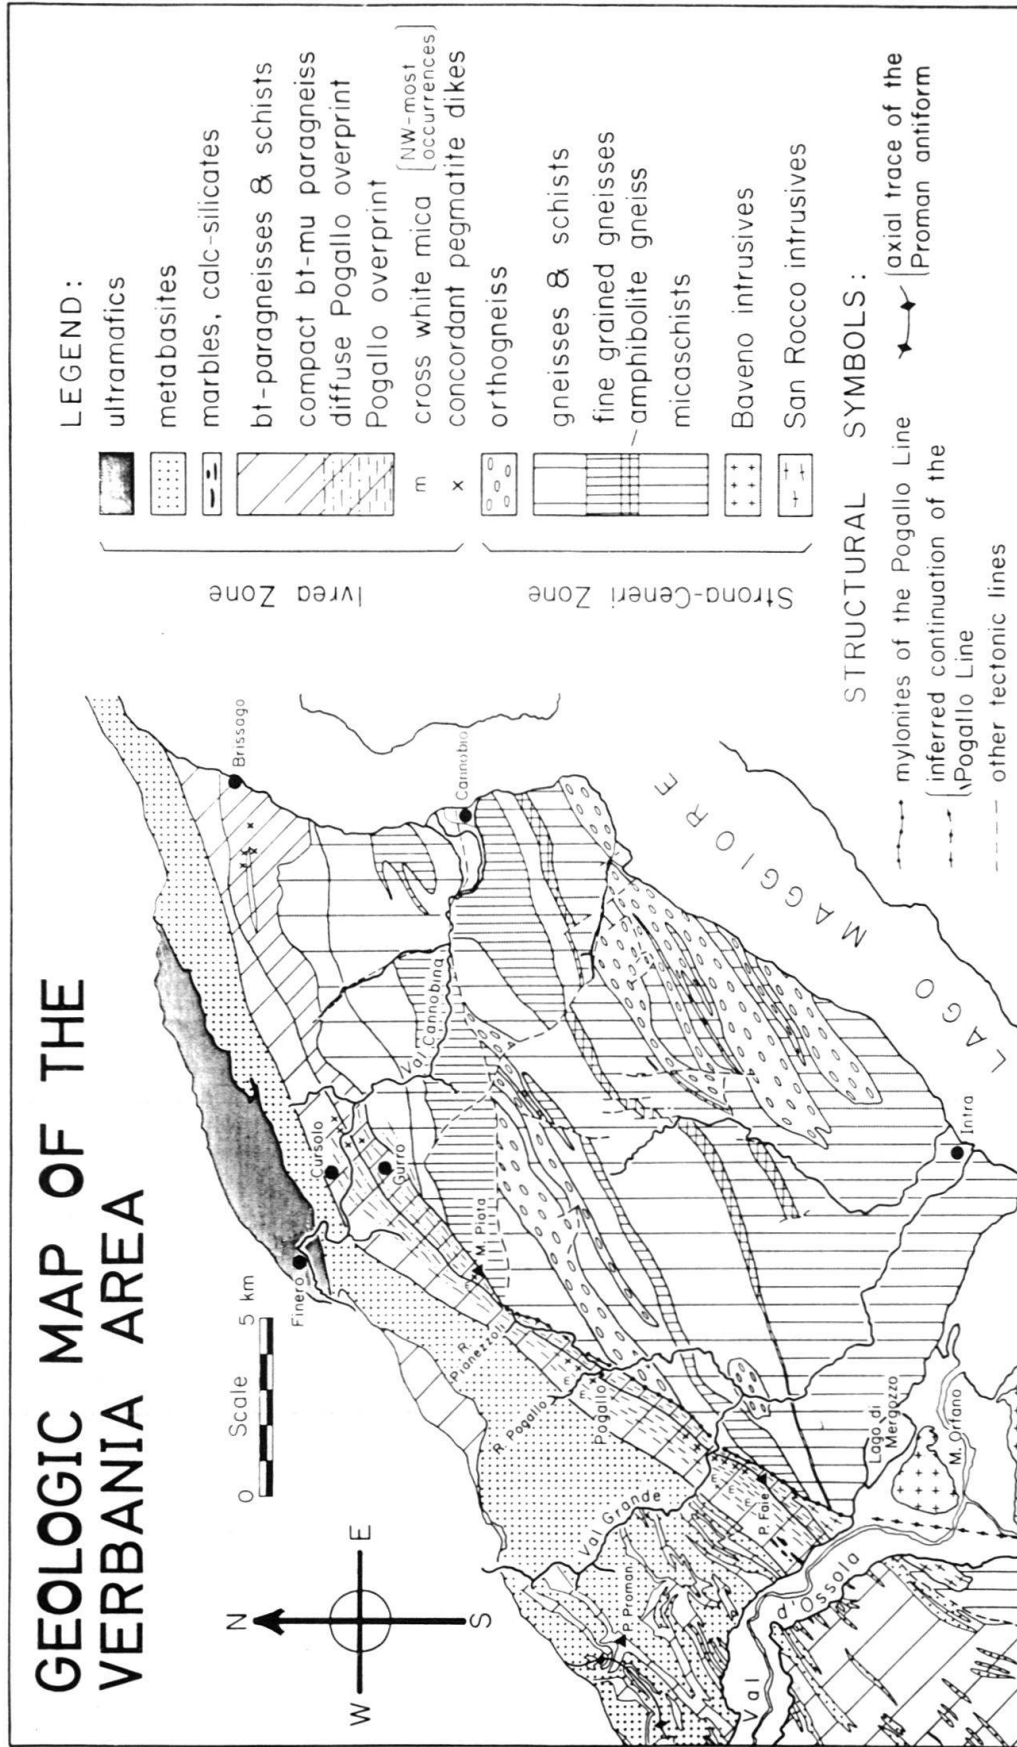 GEOLOGIC MAP OF THE
VERBANIA AREA
N
W
E
S
0 Scale 5 km
Finero
Cursolo
Gurro
Brissago
Cannobio
Val Cannobina
M. Piota
R. Pianezzoli
R. Pogallo
Pogallo
Val Grande
P. Proman
P. Faie
Val d'Ossola
Lago di
Mergozzo
M. Orfano
Intra
LAGO MAGGIORE
LEGEND:
Ivrea Zone
ultramafics
metabasites
marbles, calc-silicates
bt-paragneisses & schists
compact bt-mu paragneiss
diffuse Pogallo overprint
Pogallo overprint
m cross white mica (NW-most
x concordant pegmatite dikes occurrences)
Strona-Ceneri Zone
orthogneiss
gneisses & schists
fine grained gneisses
amphibolite gneiss
micaschists
Baveno intrusives
San Rocco intrusives
STRUCTURAL SYMBOLS:
mylonites of the Pogallo Line
inferred continuation of the
Pogallo Line
other tectonic lines
axial trace of the
Proman antiform